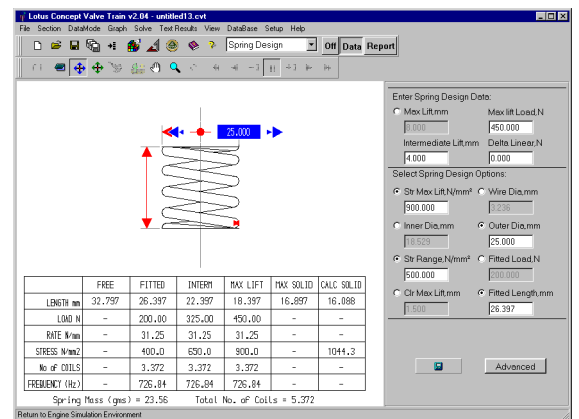 Lotus Concept Valve Train v2.04 - untitled13.cvt
File Section DataMode Graph Solve Text Results View DataBase Setup Help
Spring Design Off Data Report
25.000
Enter Spring Design Data:
Max Lift,mm Max lift Load,N
8.000 450.000
Intermediate Lift,mm Delta Linear,N
4.000 0.000
Select Spring Design Options:
Str Max Lift,N/mm² Wire Dia,mm
900.000 3.236
Inner Dia,mm Outer Dia,mm
18.529 25.000
Str Range,N/mm² Fitted Load,N
500.000 200.000
Clr Max Lift,mm Fitted Length,mm
1.500 26.397
Advanced
FREE FITTED INTERM MAX LIFT MAX SOLID CALC SOLID
LENGTH mm 32.797 26.397 22.397 18.397 16.897 16.088
LOAD N - 200.00 325.00 450.00 - -
RATE N/mm - 31.25 31.25 31.25 - -
STRESS N/mm2 - 400.0 650.0 900.0 - 1044.3
No of COILS - 3.372 3.372 3.372 - -
FREQUENCY (Hz) - 726.84 726.84 726.84 - -
Spring Mass (gms) = 23.56 Total No. of Coils = 5.372
Return to Engine Simulation Environment